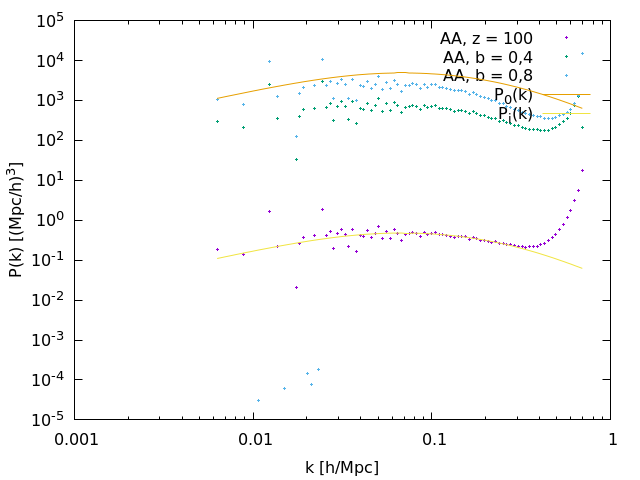 10^5
10^4
10^3
10^2
10^1
10^0
10^-1
10^-2
10^-3
10^-4
10^-5
P(k) [(Mpc/h)^3]
AA, z = 100
AA, b = 0,4
AA, b = 0,8
P_0(k)
P_i(k)
0.001 0.01 0.1 1
k [h/Mpc]